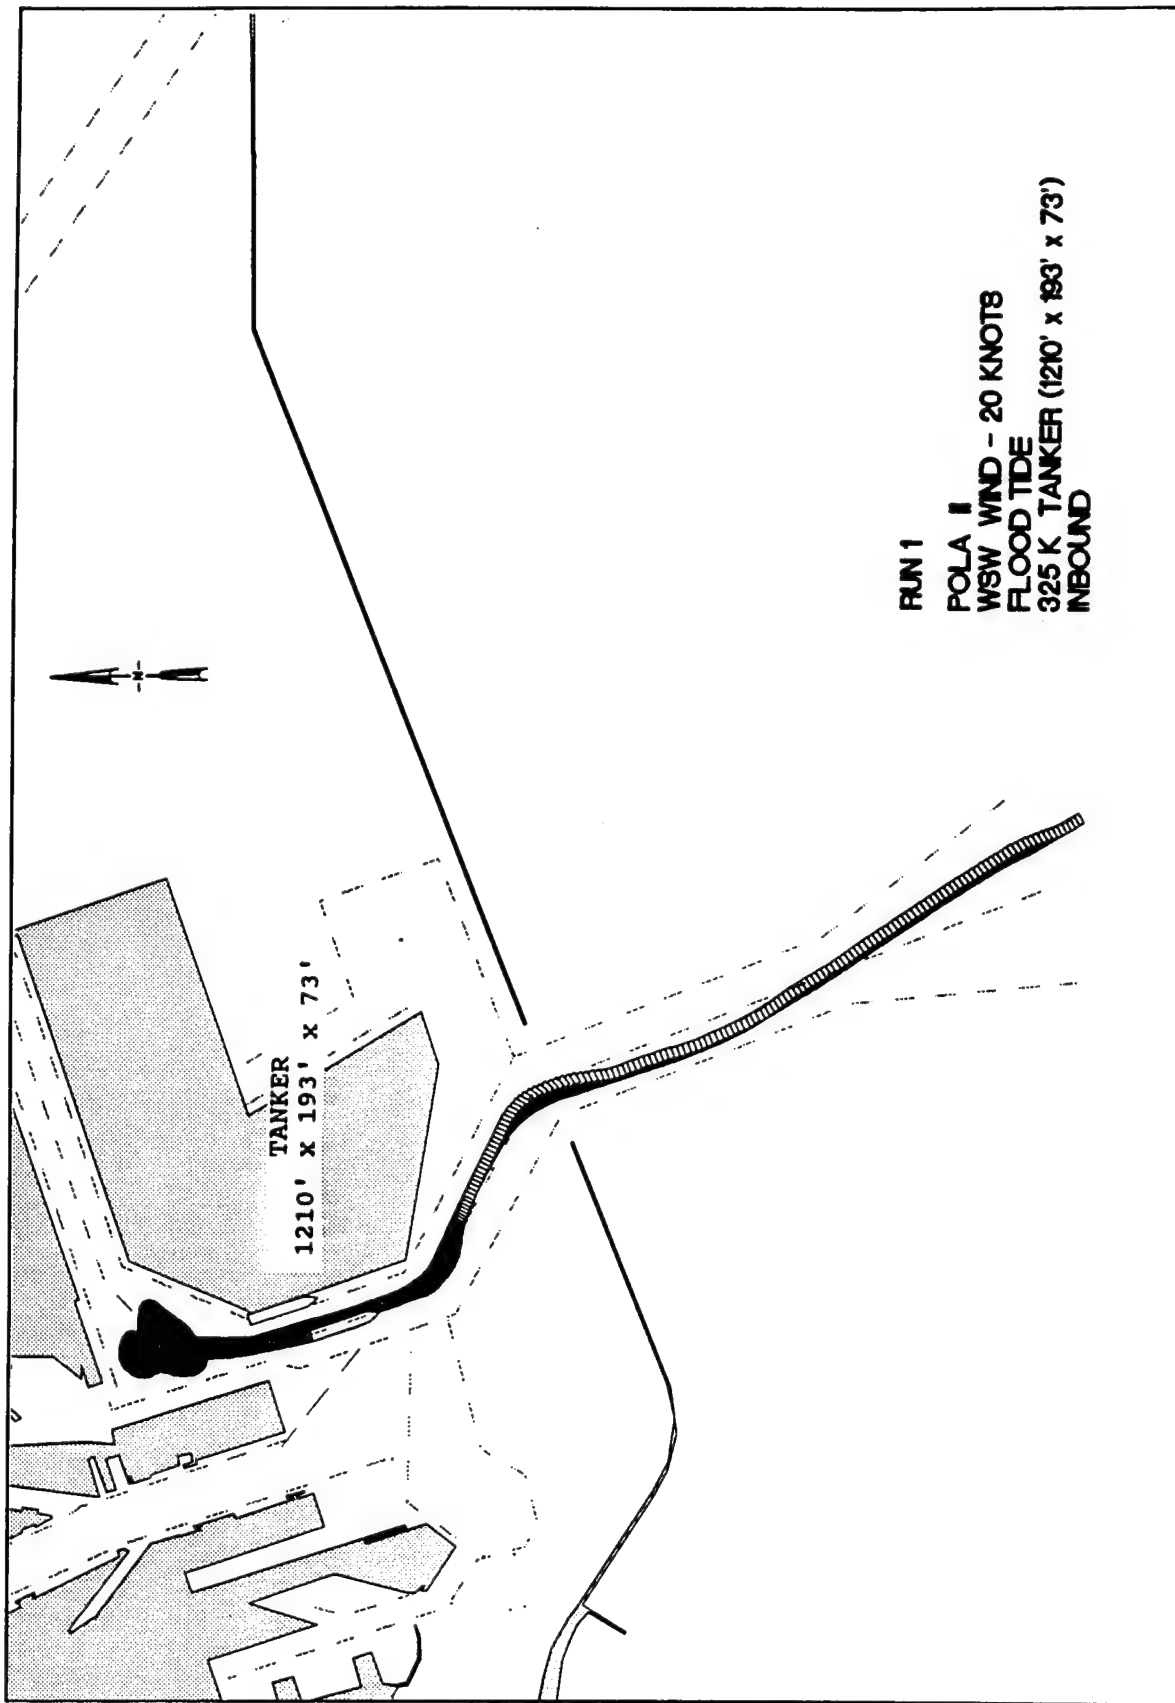 TANKER
1210' x 193' x 73'
RUN 1
POLA II
WSW WIND - 20 KNOTS
FLOOD TIDE
325 K TANKER (1210' x 193' x 73')
INBOUND
N